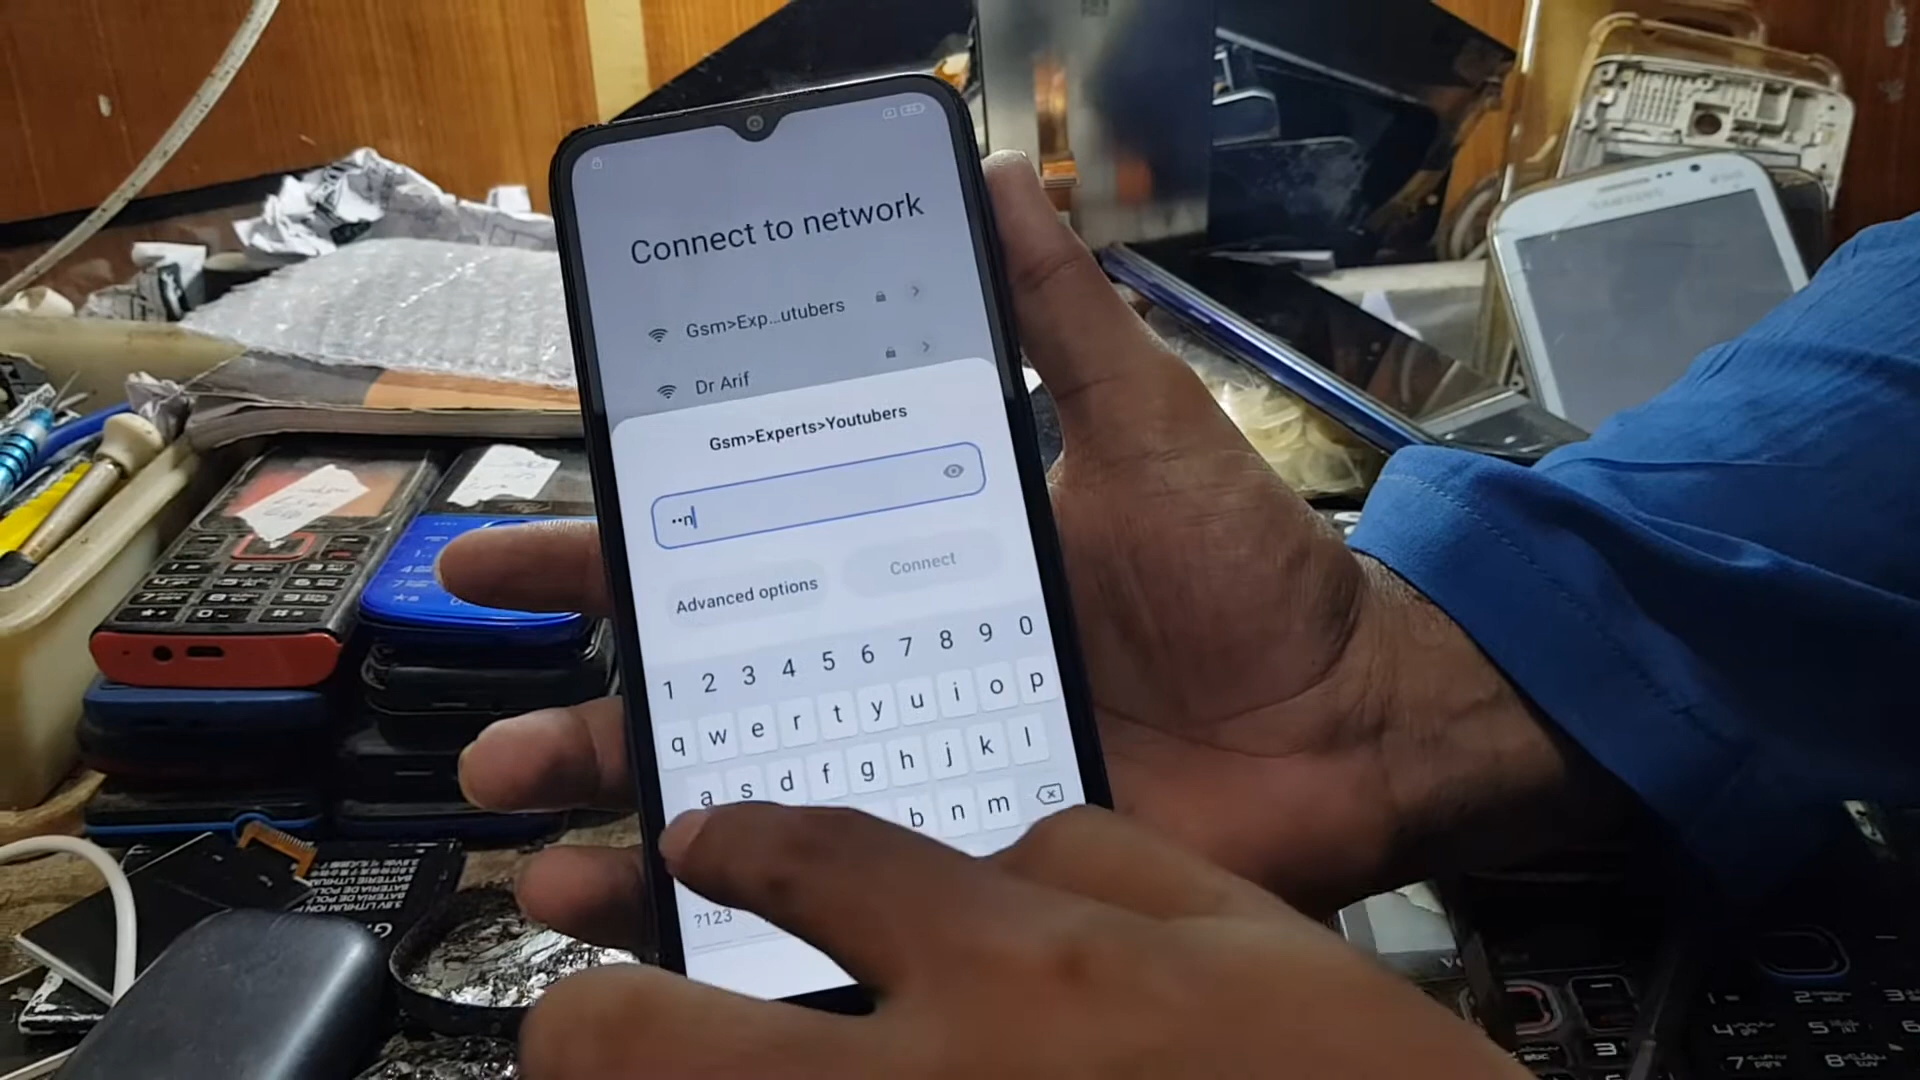 Connect to network
Gsm>Exp...utubers
Dr Arif
Gsm>Experts>Youtubers
••n
Advanced options
Connect
1 2 3 4 5 6 7 8 9 0
q w e r t y u i o p
a s d f g h j k l
b n m
?123
SAMSUNG